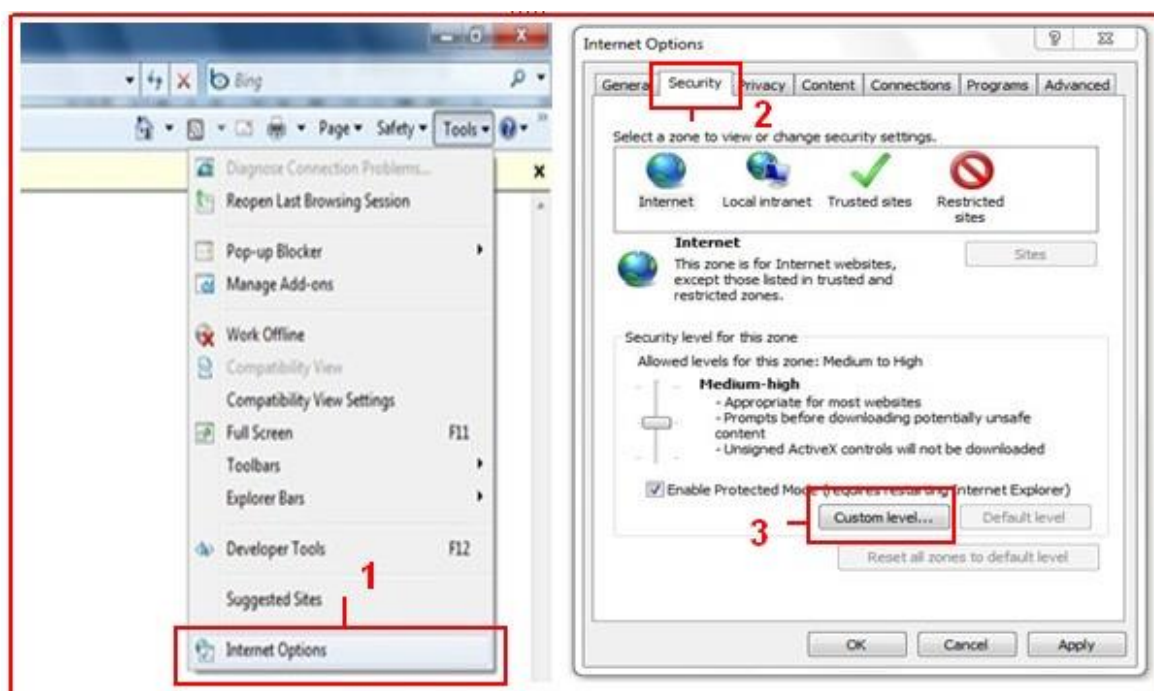 Bing
Page Safety Tools
Diagnose Connection Problems...
Reopen Last Browsing Session
Pop-up Blocker
Manage Add-ons
Work Offline
Compatibility View
Compatibility View Settings
Full Screen F11
Toolbars
Explorer Bars
Developer Tools F12
1
Suggested Sites
Internet Options
Internet Options
General Security Privacy Content Connections Programs Advanced
2
Select a zone to view or change security settings.
Internet Local intranet Trusted sites Restricted
sites
Internet
Sites
This zone is for Internet websites,
except those listed in trusted and
restricted zones.
Security level for this zone
Allowed levels for this zone: Medium to High
Medium-high
- Appropriate for most websites
- Prompts before downloading potentially unsafe
content
- Unsigned ActiveX controls will not be downloaded
Enable Protected Mode (requires restarting Internet Explorer)
3
Custom level... Default level
Reset all zones to default level
OK Cancel Apply